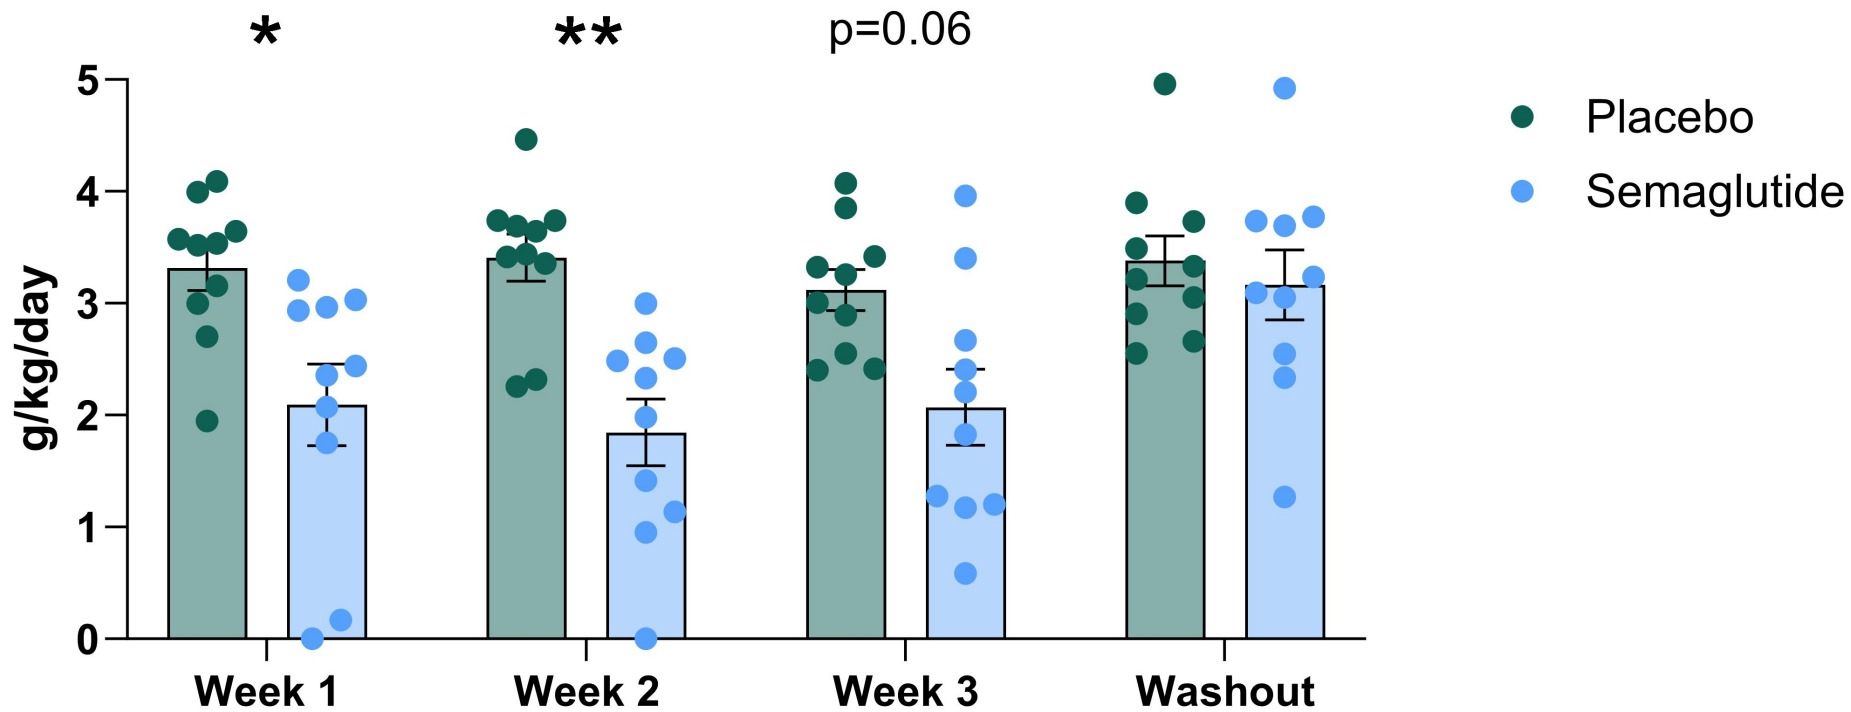 * ** p=0.06
5
4
3
2
1
0
g/kg/day
Week 1 Week 2 Week 3 Washout
Placebo
Semaglutide